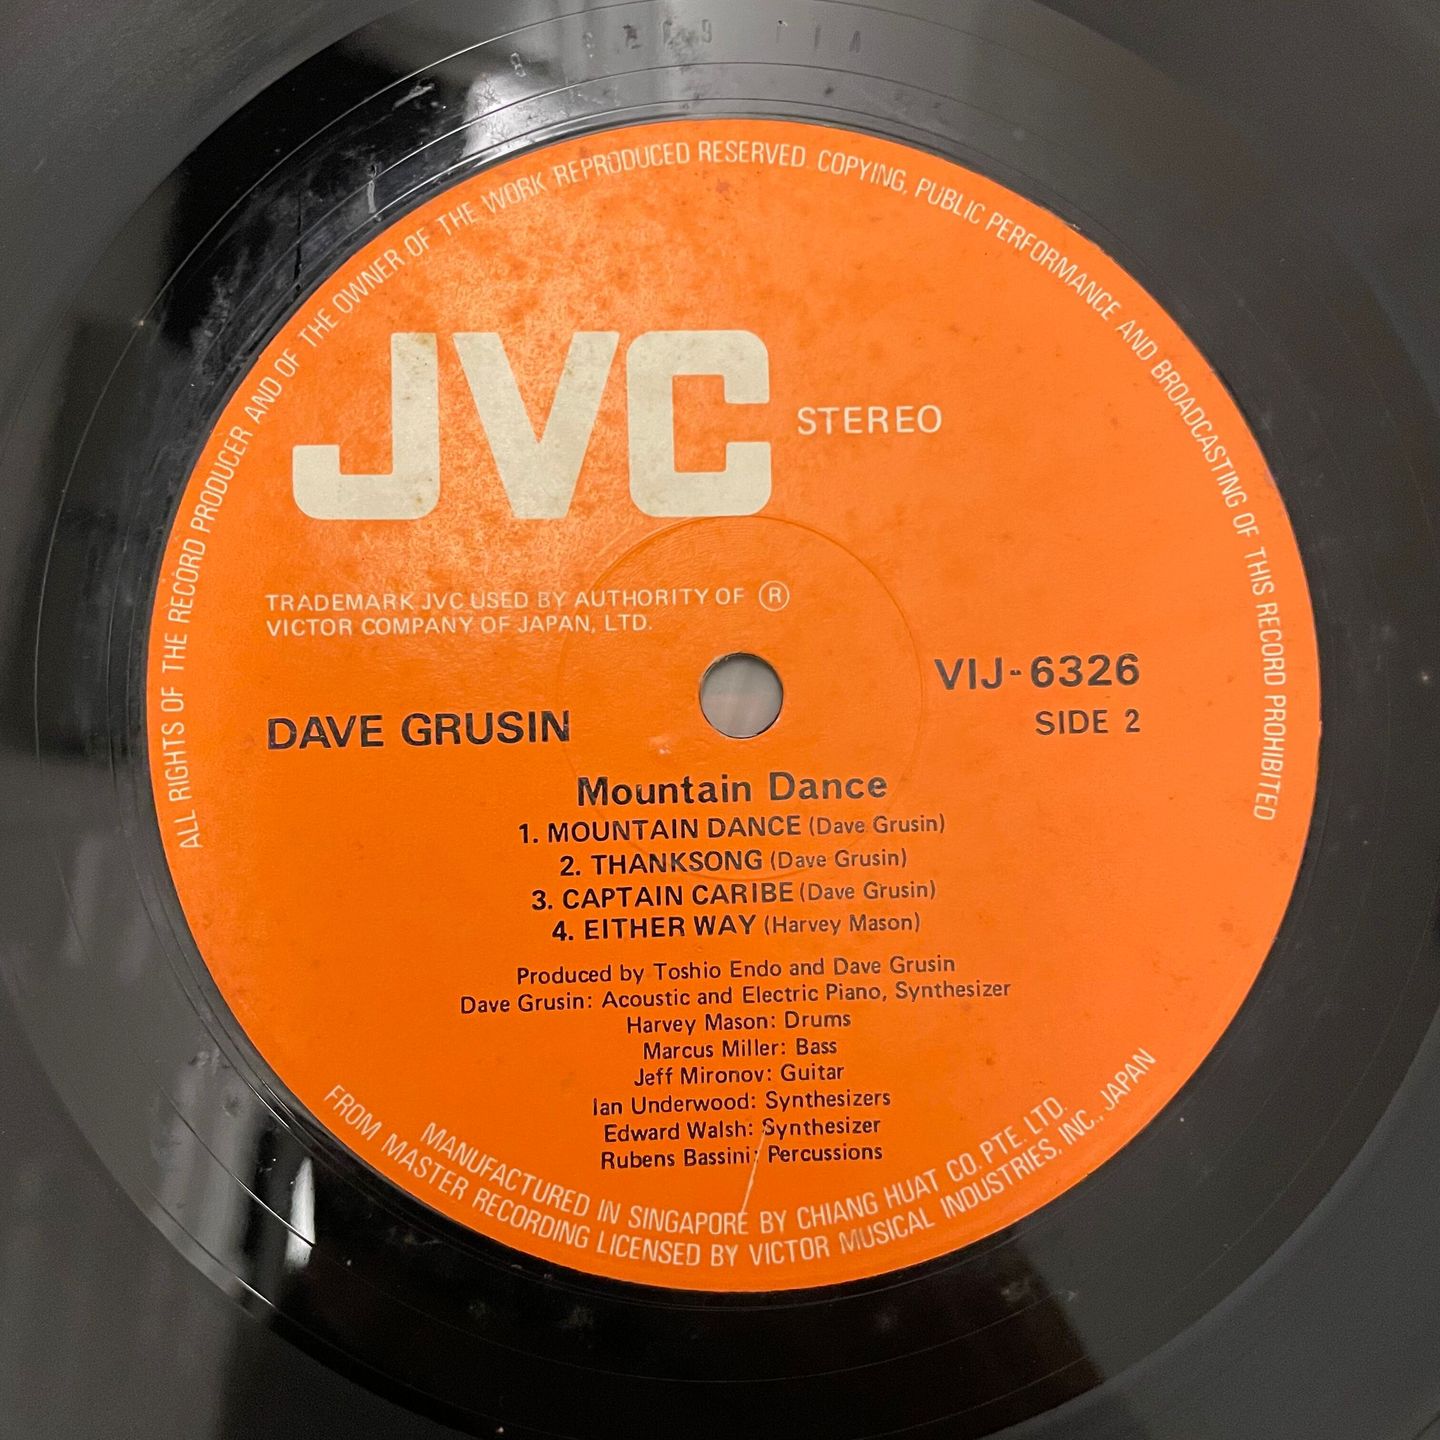 ALL RIGHTS OF THE RECORD PRODUCER AND OF THE OWNER OF THE WORK REPRODUCED RESERVED. COPYING, PUBLIC PERFORMANCE AND BROADCASTING OF THIS RECORD PROHIBITED
JVC STEREO
TRADEMARK JVC USED BY AUTHORITY OF ®
VICTOR COMPANY OF JAPAN, LTD.
VIJ-6326
DAVE GRUSIN SIDE 2
Mountain Dance
1. MOUNTAIN DANCE (Dave Grusin)
2. THANKSONG (Dave Grusin)
3. CAPTAIN CARIBE (Dave Grusin)
4. EITHER WAY (Harvey Mason)
Produced by Toshio Endo and Dave Grusin
Dave Grusin: Acoustic and Electric Piano, Synthesizer
Harvey Mason: Drums
Marcus Miller: Bass
Jeff Mironov: Guitar
Ian Underwood: Synthesizers
Edward Walsh: Synthesizer
Rubens Bassini: Percussions
MANUFACTURED IN SINGAPORE BY CHIANG HUAT CO. PTE. LTD.
FROM MASTER RECORDING LICENSED BY VICTOR MUSICAL INDUSTRIES, INC., JAPAN